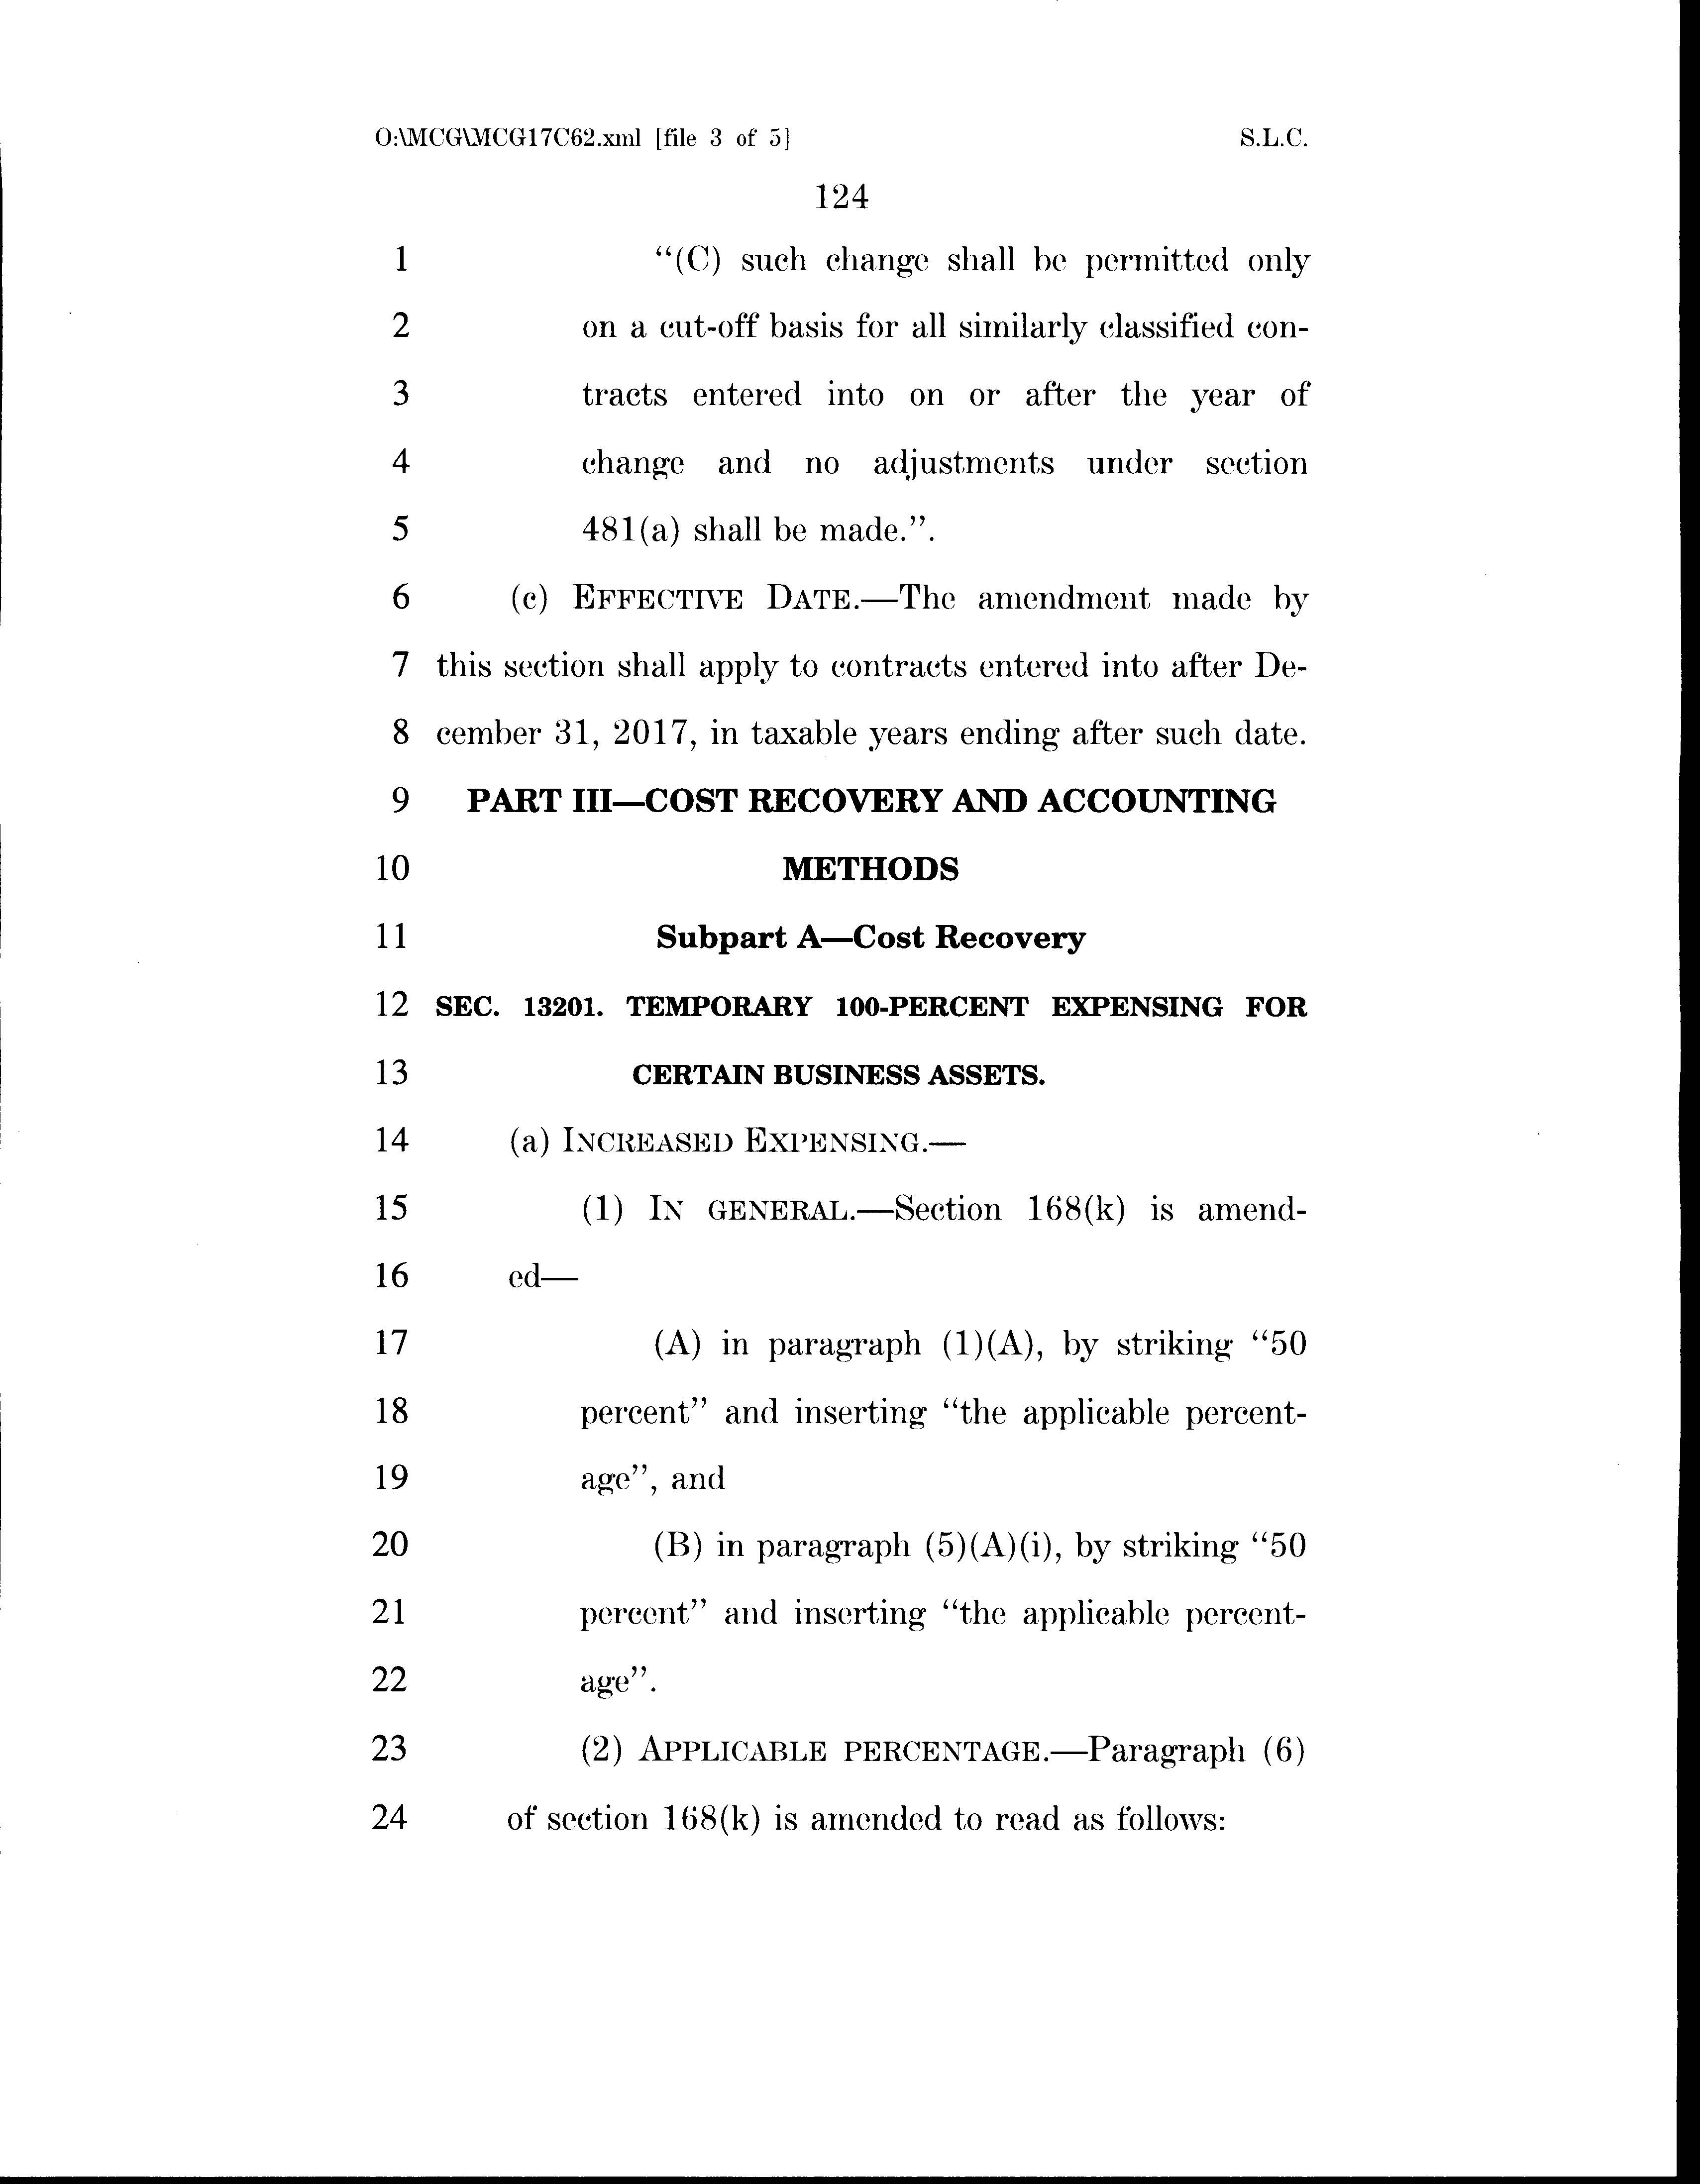 O:\MCG\MCG17C62.xml [file 3 of 5] S.L.C.
124
1 “(C) such change shall be permitted only
2 on a cut-off basis for all similarly classified con-
3 tracts entered into on or after the year of
4 change and no adjustments under section
5 481(a) shall be made.”.
6 (c) EFFECTIVE DATE.—The amendment made by
7 this section shall apply to contracts entered into after De-
8 cember 31, 2017, in taxable years ending after such date.
9 PART III—COST RECOVERY AND ACCOUNTING
10 METHODS
11 Subpart A—Cost Recovery
12 SEC. 13201. TEMPORARY 100-PERCENT EXPENSING FOR
13 CERTAIN BUSINESS ASSETS.
14 (a) INCREASED EXPENSING.—
15 (1) IN GENERAL.—Section 168(k) is amend-
16 ed—
17 (A) in paragraph (1)(A), by striking “50
18 percent” and inserting “the applicable percent-
19 age”, and
20 (B) in paragraph (5)(A)(i), by striking “50
21 percent” and inserting “the applicable percent-
22 age”.
23 (2) APPLICABLE PERCENTAGE.—Paragraph (6)
24 of section 168(k) is amended to read as follows: